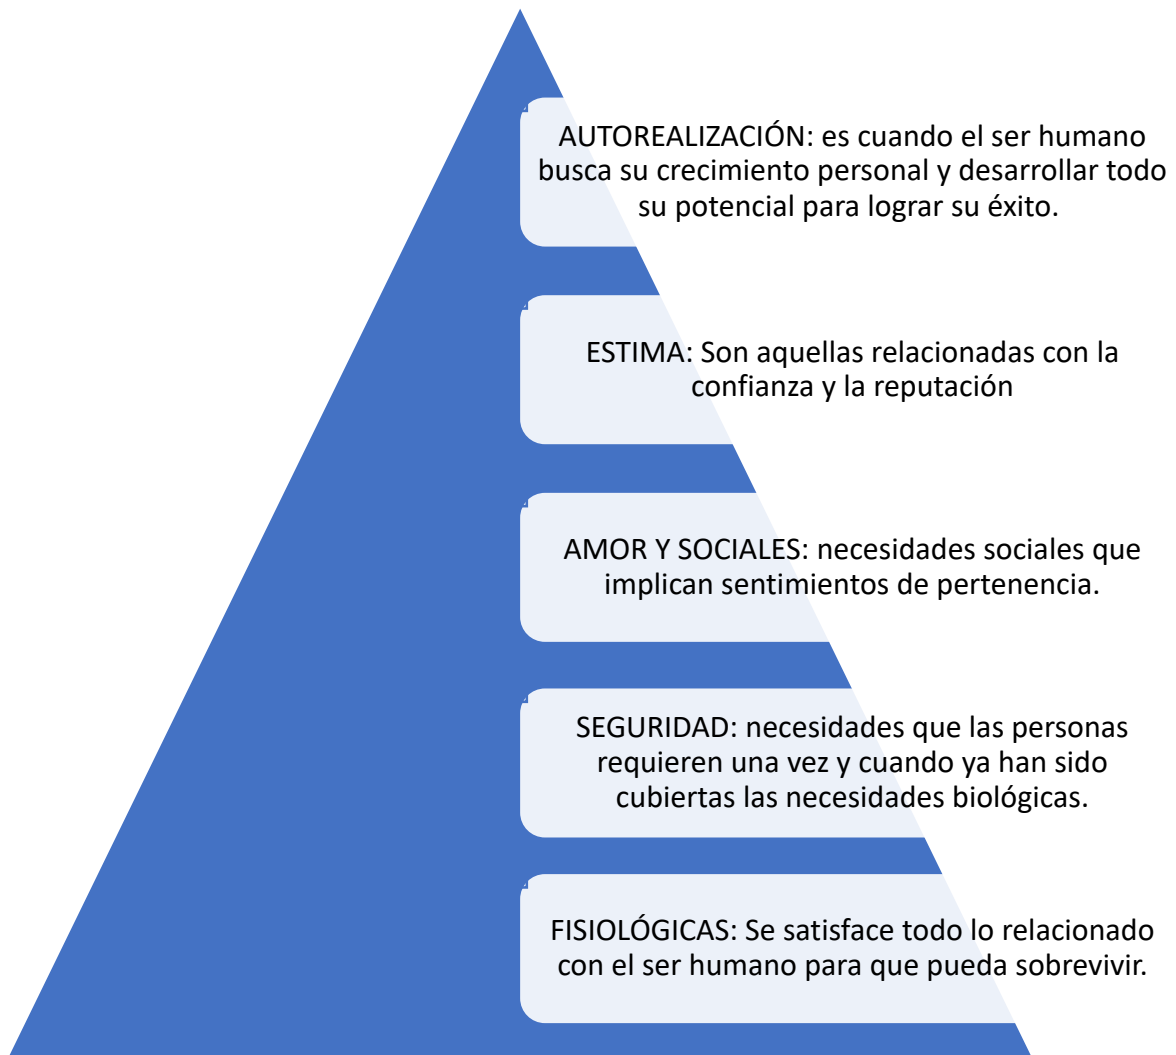 AUTOREALIZACIÓN: es cuando el ser humano
busca su crecimiento personal y desarrollar todo
su potencial para lograr su éxito.
ESTIMA: Son aquellas relacionadas con la
confianza y la reputación
AMOR Y SOCIALES: necesidades sociales que
implican sentimientos de pertenencia.
SEGURIDAD: necesidades que las personas
requieren una vez y cuando ya han sido
cubiertas las necesidades biológicas.
FISIOLÓGICAS: Se satisface todo lo relacionado
con el ser humano para que pueda sobrevivir.